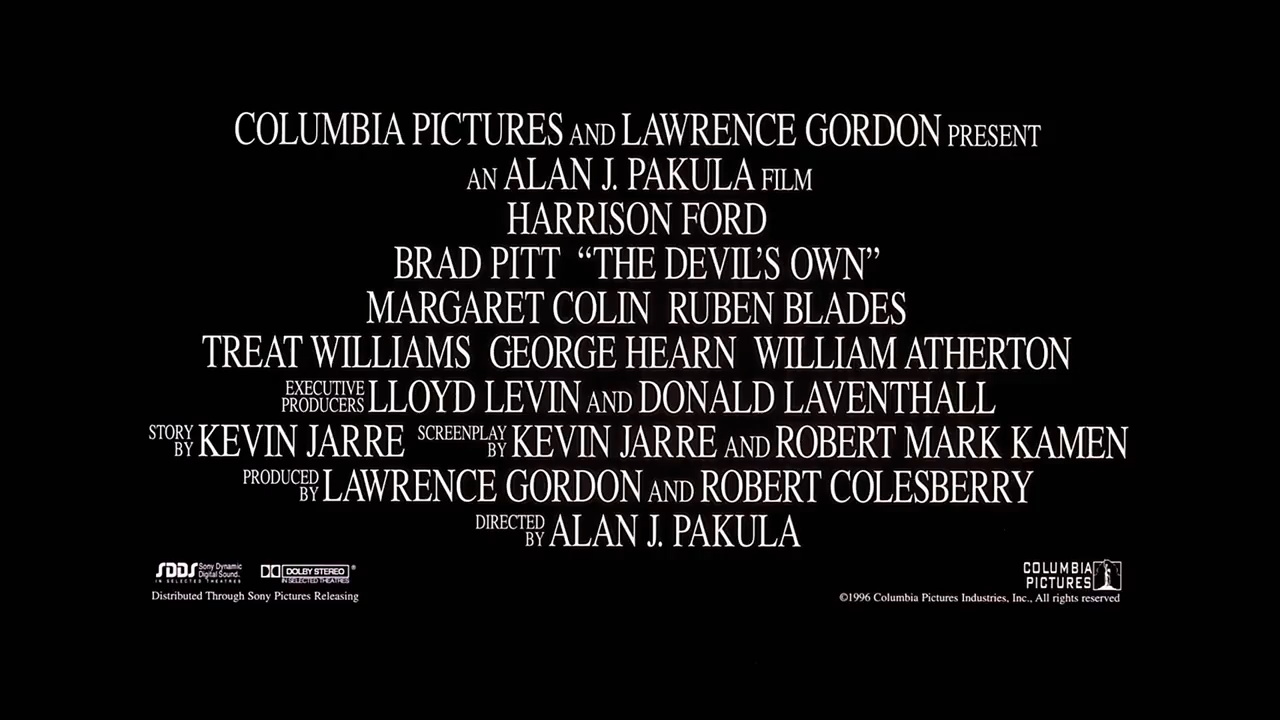 COLUMBIA PICTURES AND LAWRENCE GORDON PRESENT
AN ALAN J. PAKULA FILM
HARRISON FORD
BRAD PITT “THE DEVIL’S OWN”
MARGARET COLIN RUBEN BLADES
TREAT WILLIAMS GEORGE HEARN WILLIAM ATHERTON
EXECUTIVE PRODUCERS LLOYD LEVIN AND DONALD LAVENTHALL
STORY BY KEVIN JARRE SCREENPLAY BY KEVIN JARRE AND ROBERT MARK KAMEN
PRODUCED BY LAWRENCE GORDON AND ROBERT COLESBERRY
DIRECTED BY ALAN J. PAKULA
SDDS Sony Dynamic Digital Sound.
IN SELECTED THEATRES
DOLBY STEREO®
IN SELECTED THEATRES
Distributed Through Sony Pictures Releasing
COLUMBIA PICTURES
©1996 Columbia Pictures Industries, Inc., All rights reserved